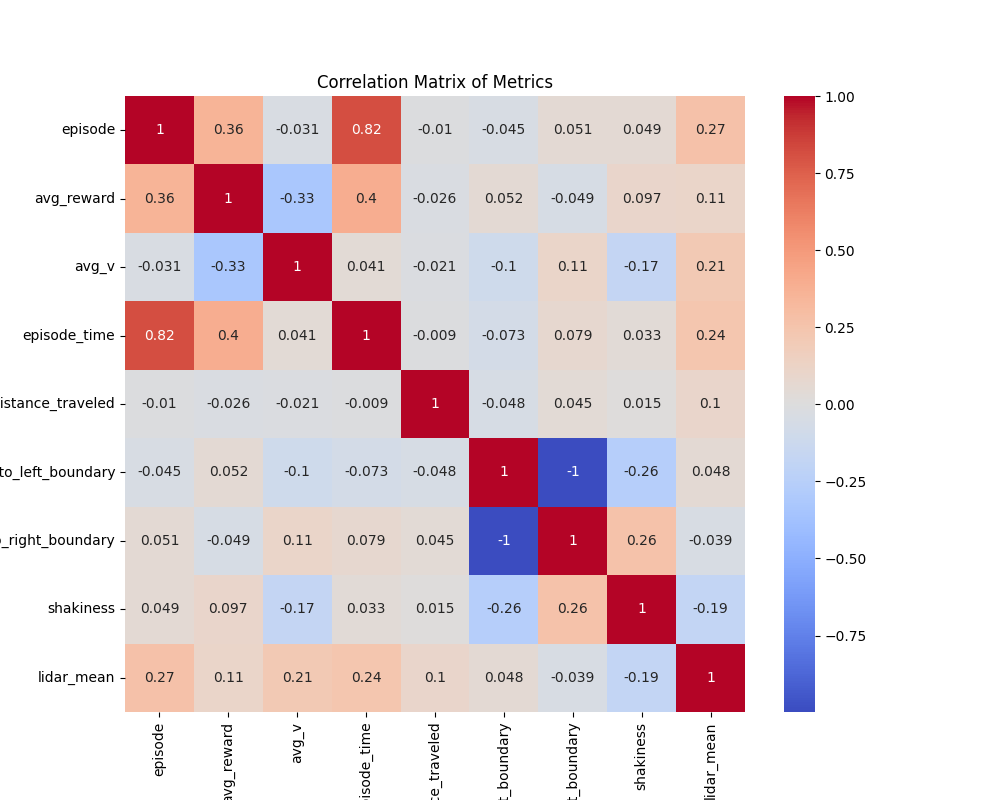 Correlation Matrix of Metrics
episode 1 0.36 -0.031 0.82 -0.01 -0.045 0.051 0.049 0.27
avg_reward 0.36 1 -0.33 0.4 -0.026 0.052 -0.049 0.097 0.11
avg_v -0.031 -0.33 1 0.041 -0.021 -0.1 0.11 -0.17 0.21
episode_time 0.82 0.4 0.041 1 -0.009 -0.073 0.079 0.033 0.24
istance_traveled -0.01 -0.026 -0.021 -0.009 1 -0.048 0.045 0.015 0.1
to_left_boundary -0.045 0.052 -0.1 -0.073 -0.048 1 -1 -0.26 0.048
o_right_boundary 0.051 -0.049 0.11 0.079 0.045 -1 1 0.26 -0.039
shakiness 0.049 0.097 -0.17 0.033 0.015 -0.26 0.26 1 -0.19
lidar_mean 0.27 0.11 0.21 0.24 0.1 0.048 -0.039 -0.19 1
episode
avg_reward
avg_v
isode_time
ce_traveled
t_boundary
t_boundary
shakiness
lidar_mean
1.00
0.75
0.50
0.25
0.00
−0.25
−0.50
−0.75